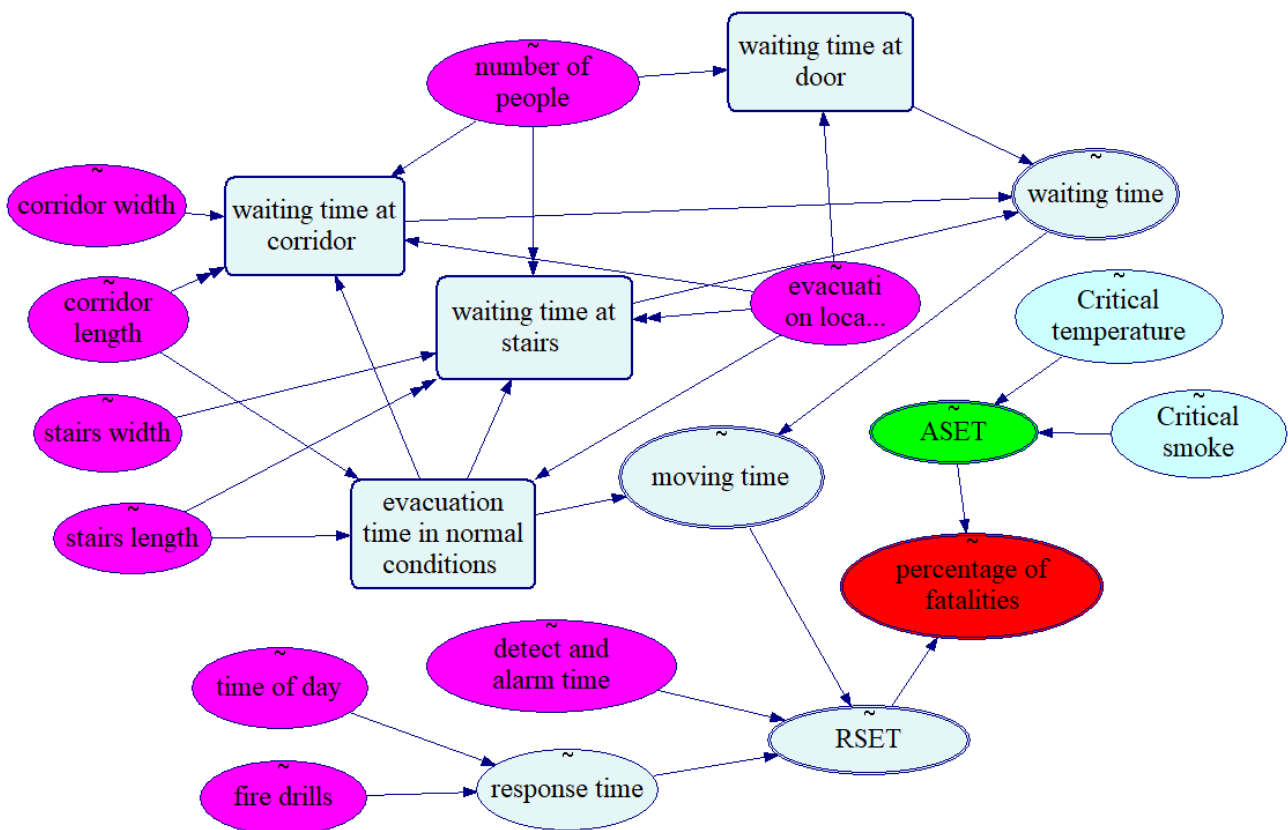 ~
number of
people
waiting time at
door
~
corridor width
waiting time at
corridor
~
waiting time
~
corridor
length
waiting time at
stairs
~
evacuati
on loca...
~
Critical
temperature
~
stairs width
~
moving time
~
ASET
~
Critical
smoke
~
stairs length
evacuation
time in normal
conditions
~
percentage of
fatalities
~
time of day
~
detect and
alarm time
~
RSET
~
fire drills
~
response time